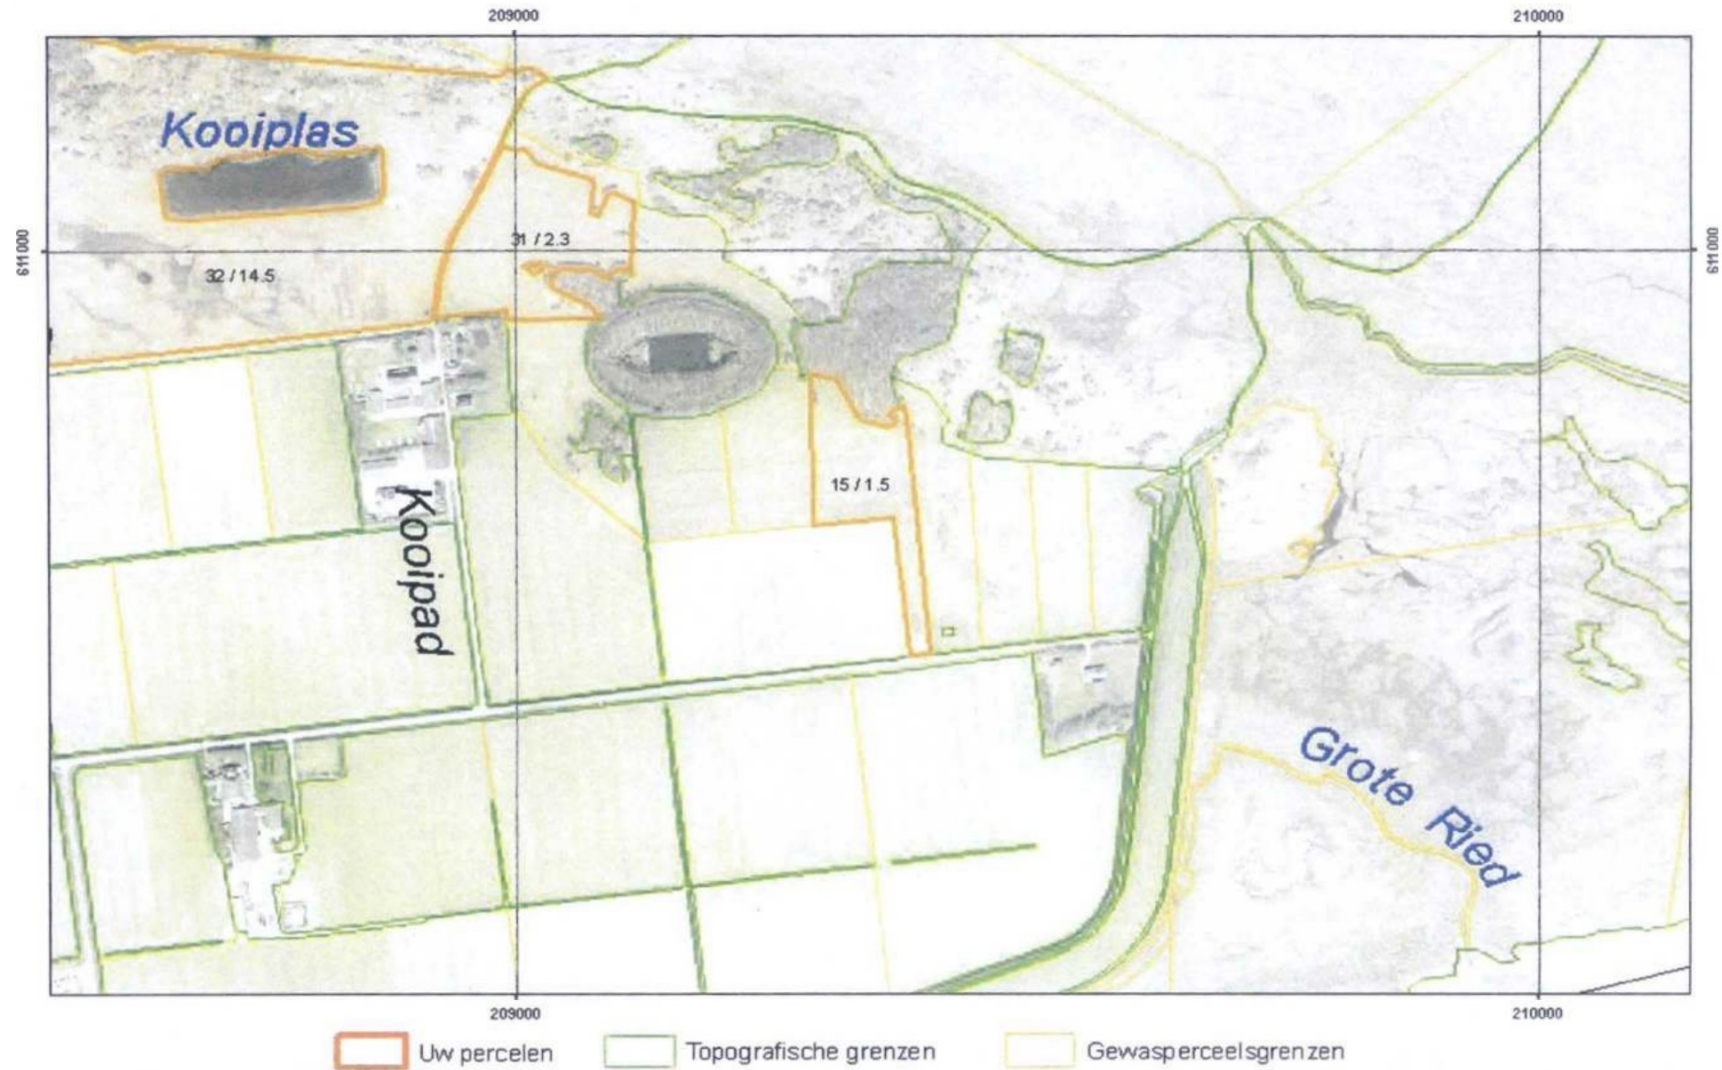 209000
210000
Kooiplas
31 / 2.3
611000
611000
32 / 14.5
15 / 1.5
Kooipad
Grote Ried
209000
210000
Uw percelen
Topografische grenzen
Gewasperceelsgrenzen